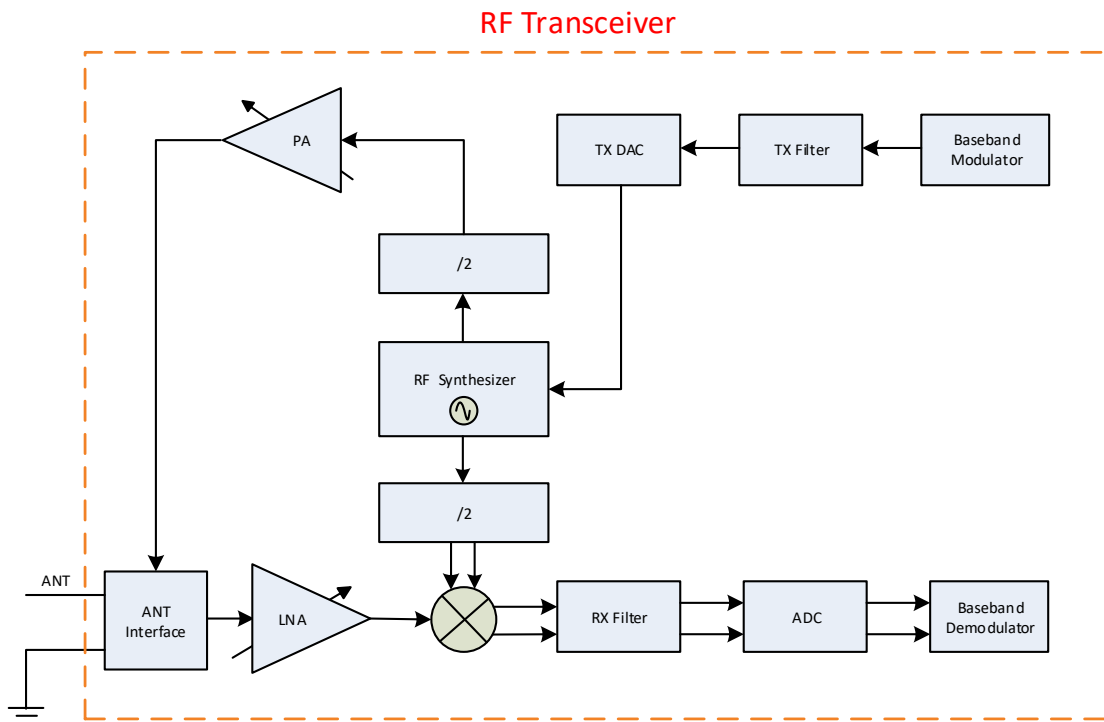 RF Transceiver
PA
TX DAC
TX Filter
Baseband
Modulator
/2
RF Synthesizer
/2
ANT
ANT
Interface
LNA
RX Filter
ADC
Baseband
Demodulator